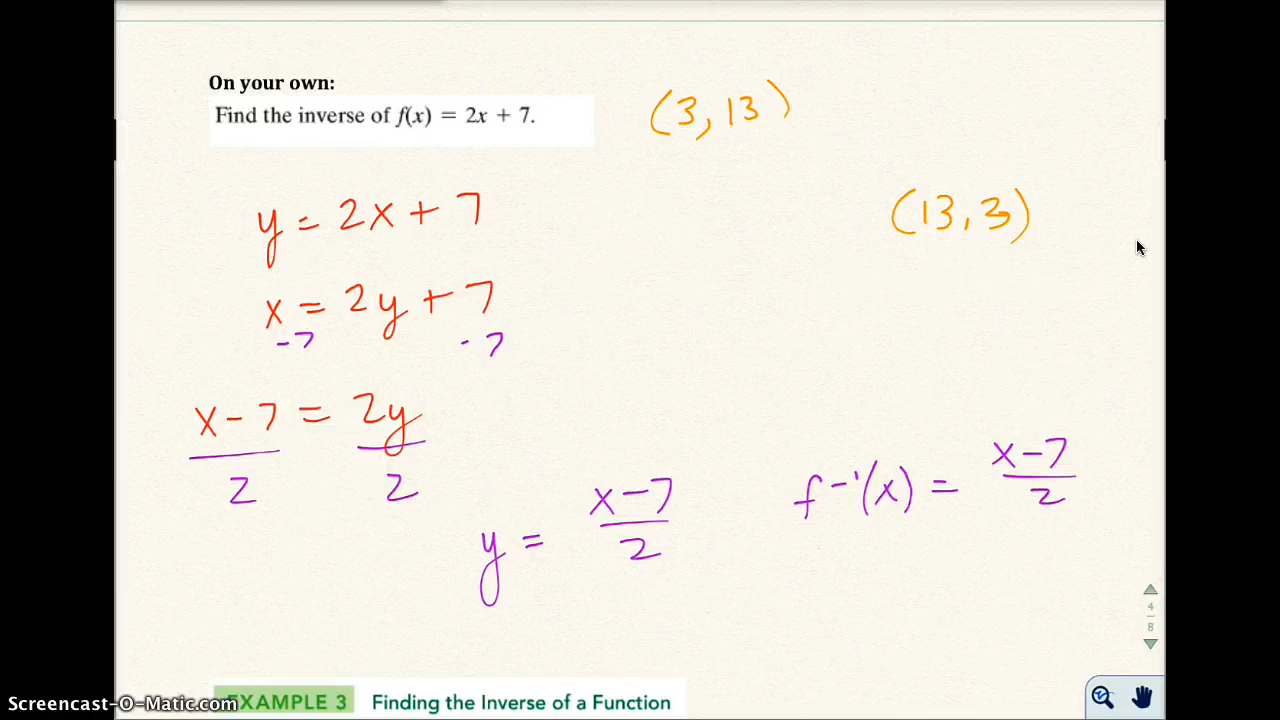 On your own:
Find the inverse of f(x) = 2x + 7.
(3, 13)
y = 2x + 7
(13, 3)
x = 2y + 7
-7 -7
x - 7 = 2y
2 2
y = x - 7
2
f⁻¹(x) = x - 7
2
4
8
EXAMPLE 3 Finding the Inverse of a Function
Screencast-O-Matic.com